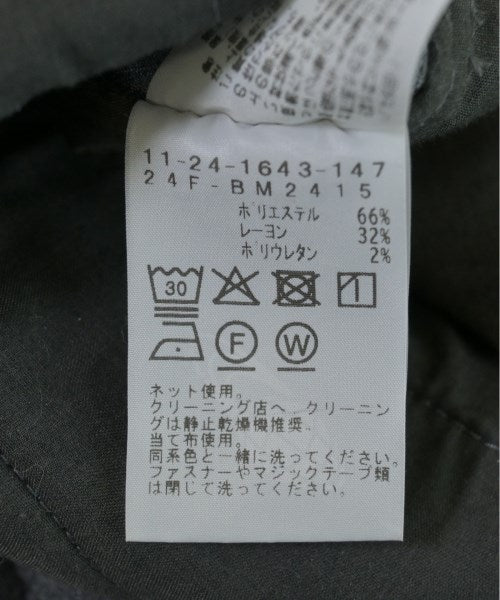 11-24-1643-147
24F-BM2415
ポリエステル 66%
レーヨン 32%
ポリウレタン 2%
30
F W
ネット使用。
クリーニング店へ、クリーニン
グは静止乾燥機推奨。
当て布使用。
同系色と一緒に洗ってください。
ファスナーやマジックテープ類
は閉じて洗ってください。